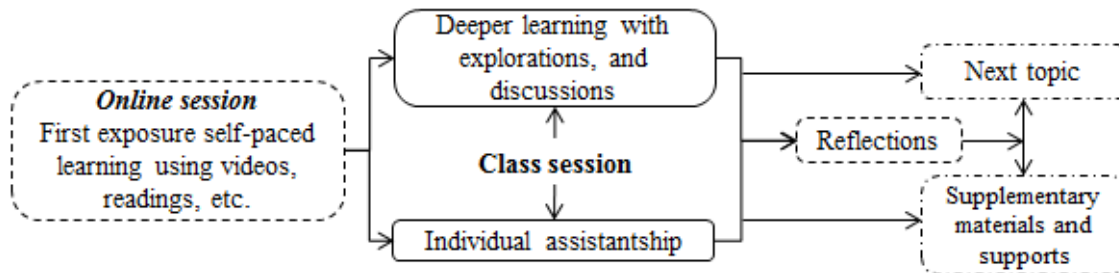 Online session
First exposure self-paced
learning using videos,
readings, etc.
Deeper learning with
explorations, and
discussions
Class session
Individual assistantship
Reflections
Next topic
Supplementary
materials and
supports